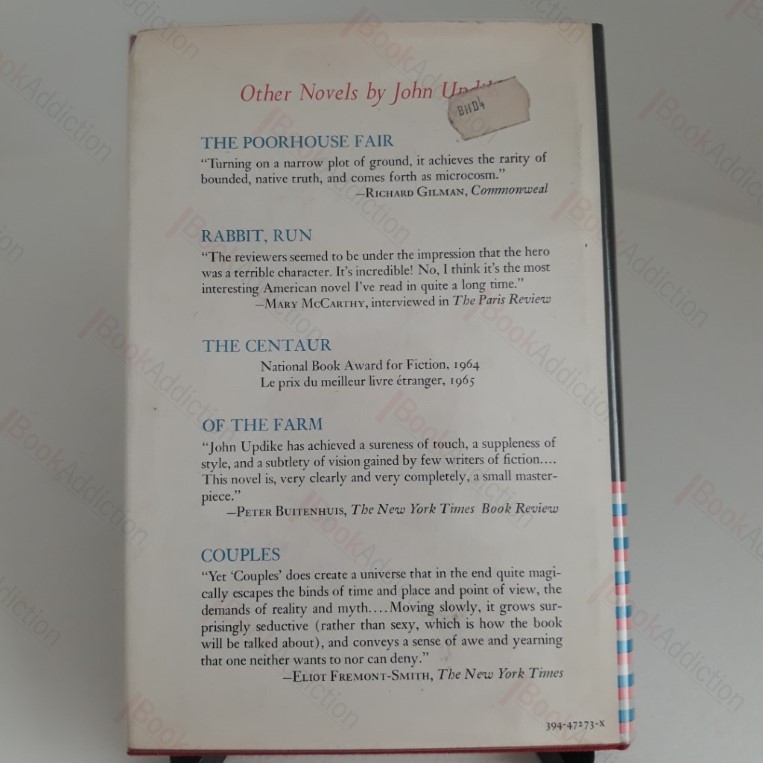 Other Novels by John
BIID4
THE POORHOUSE FAIR
“Turning on a narrow plot of ground, it achieves the rarity of
bounded, native truth, and comes forth as microcosm.”
—RICHARD GILMAN, Commonweal
RABBIT, RUN
“The reviewers seemed to be under the impression that the hero
was a terrible character. It’s incredible! No, I think it’s the most
interesting American novel I’ve read in quite a long time.”
—MARY MCCARTHY, interviewed in The Paris Review
THE CENTAUR
National Book Award for Fiction, 1964
Le prix du meilleur livre étranger, 1965
OF THE FARM
“John Updike has achieved a sureness of touch, a suppleness of
style, and a subtlety of vision gained by few writers of fiction....
This novel is, very clearly and very completely, a small master-
piece.”
—PETER BUITENHUIS, The New York Times Book Review
COUPLES
“Yet ‘Couples’ does create a universe that in the end quite magi-
cally escapes the binds of time and place and point of view, the
demands of reality and myth....Moving slowly, it grows sur-
prisingly seductive (rather than sexy, which is how the book
will be talked about), and conveys a sense of awe and yearning
that one neither wants to nor can deny.”
—ELIOT FREMONT-SMITH, The New York Times
394-47273-X
BookAddiction